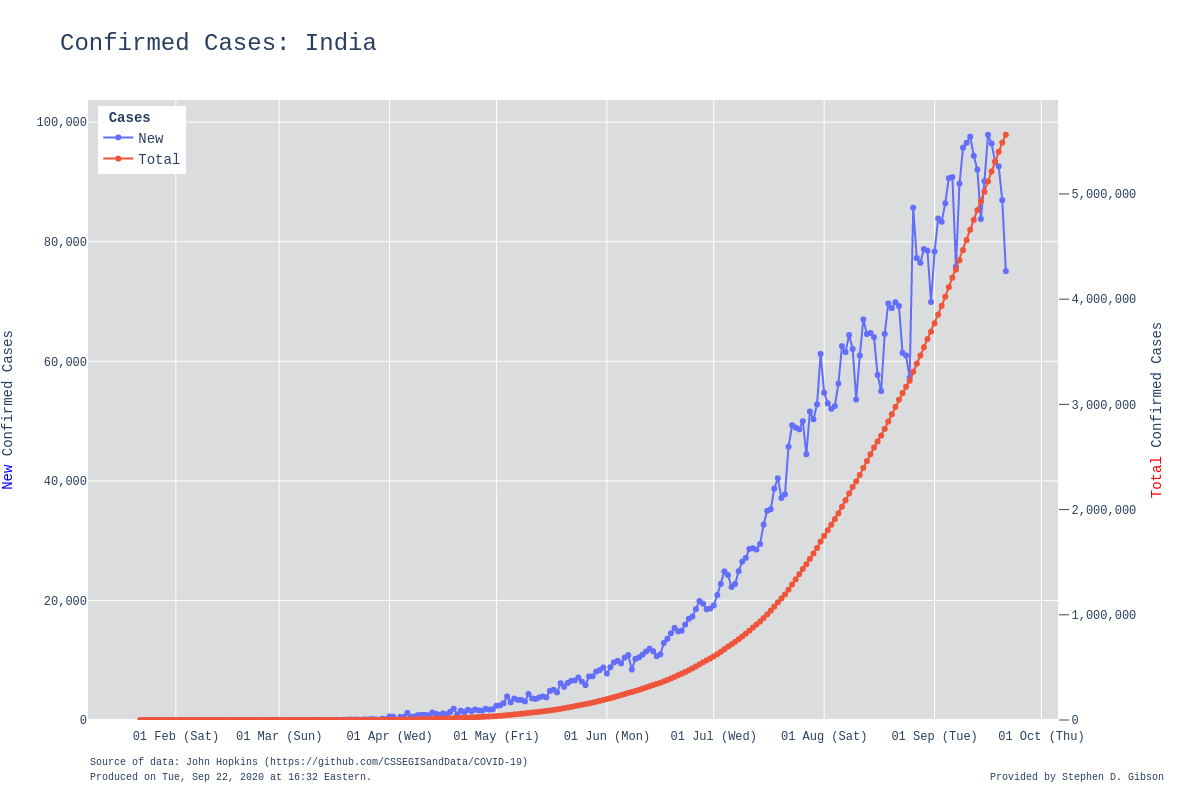 Confirmed Cases: India
Cases
New
Total
100,000
80,000
60,000
40,000
20,000
0
5,000,000
4,000,000
3,000,000
2,000,000
1,000,000
0
New Confirmed Cases
Total Confirmed Cases
01 Feb (Sat) 01 Mar (Sun) 01 Apr (Wed) 01 May (Fri) 01 Jun (Mon) 01 Jul (Wed) 01 Aug (Sat) 01 Sep (Tue) 01 Oct (Thu)
Source of data: John Hopkins (https://github.com/CSSEGISandData/COVID-19)
Produced on Tue, Sep 22, 2020 at 16:32 Eastern.
Provided by Stephen D. Gibson